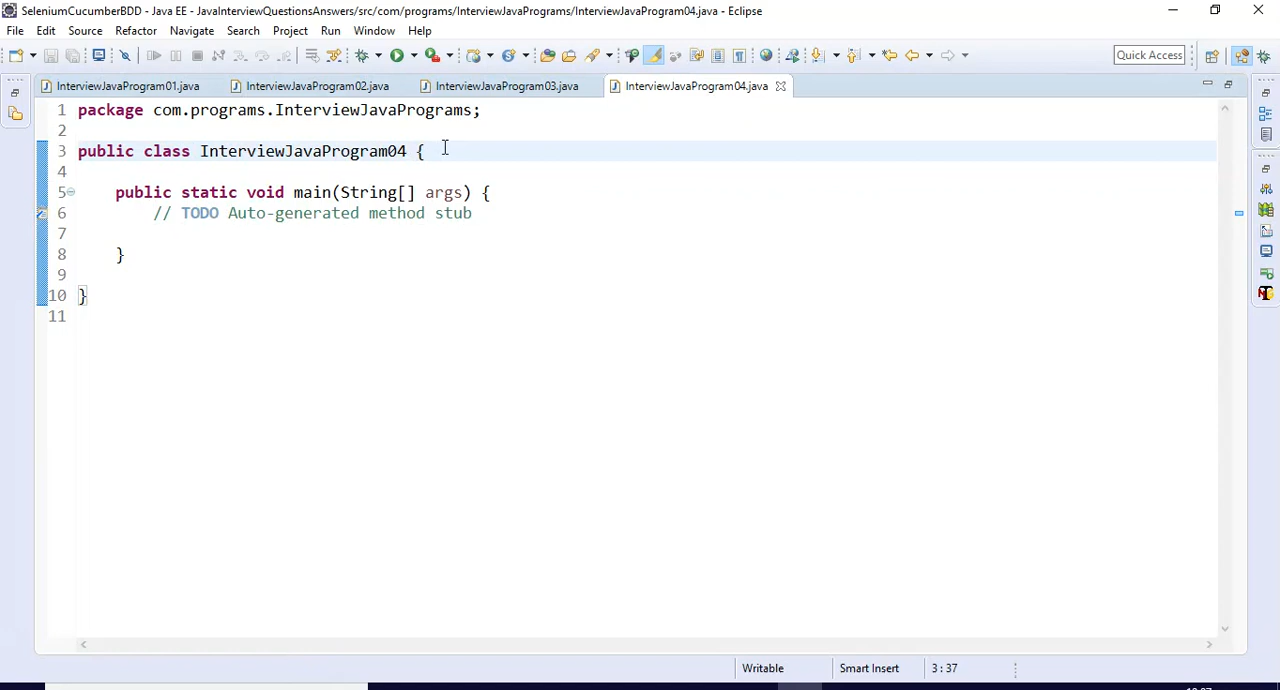 SeleniumCucumberBDD - Java EE - JavaInterviewQuestionsAnswers/src/com/programs/InterviewJavaPrograms/InterviewJavaProgram04.java - Eclipse
File Edit Source Refactor Navigate Search Project Run Window Help
Quick Access
InterviewJavaProgram01.java InterviewJavaProgram02.java InterviewJavaProgram03.java InterviewJavaProgram04.java
1 package com.programs.InterviewJavaPrograms;
2
3 public class InterviewJavaProgram04 {
4
5 public static void main(String[] args) {
6 // TODO Auto-generated method stub
7
8 }
9
10 }
11
Writable Smart Insert 3 : 37